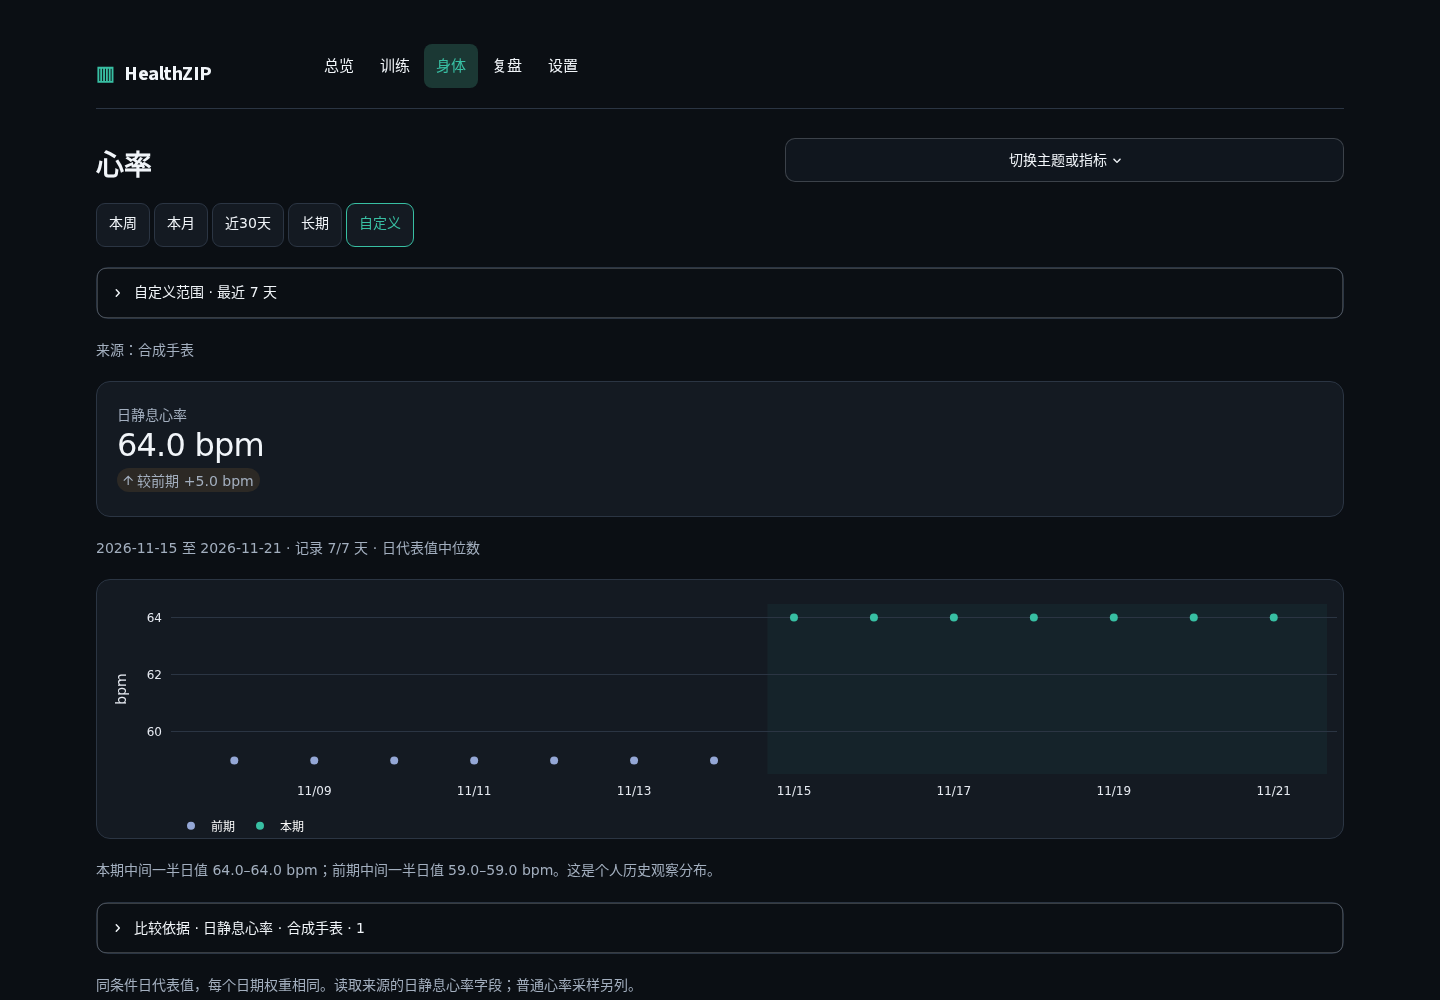 HealthZIP
总览 训练 身体 复盘 设置
心率
切换主题或指标
本周 本月 近30天 长期 自定义
自定义范围 · 最近 7 天
来源：合成手表
日静息心率
64.0 bpm
↑ 较前期 +5.0 bpm
2026-11-15 至 2026-11-21 · 记录 7/7 天 · 日代表值中位数
64
62
60
bpm
11/09 11/11 11/13 11/15 11/17 11/19 11/21
前期 本期
本期中间一半日值 64.0–64.0 bpm；前期中间一半日值 59.0–59.0 bpm。这是个人历史观察分布。
比较依据 · 日静息心率 · 合成手表 · 1
同条件日代表值，每个日期权重相同。读取来源的日静息心率字段；普通心率采样另列。